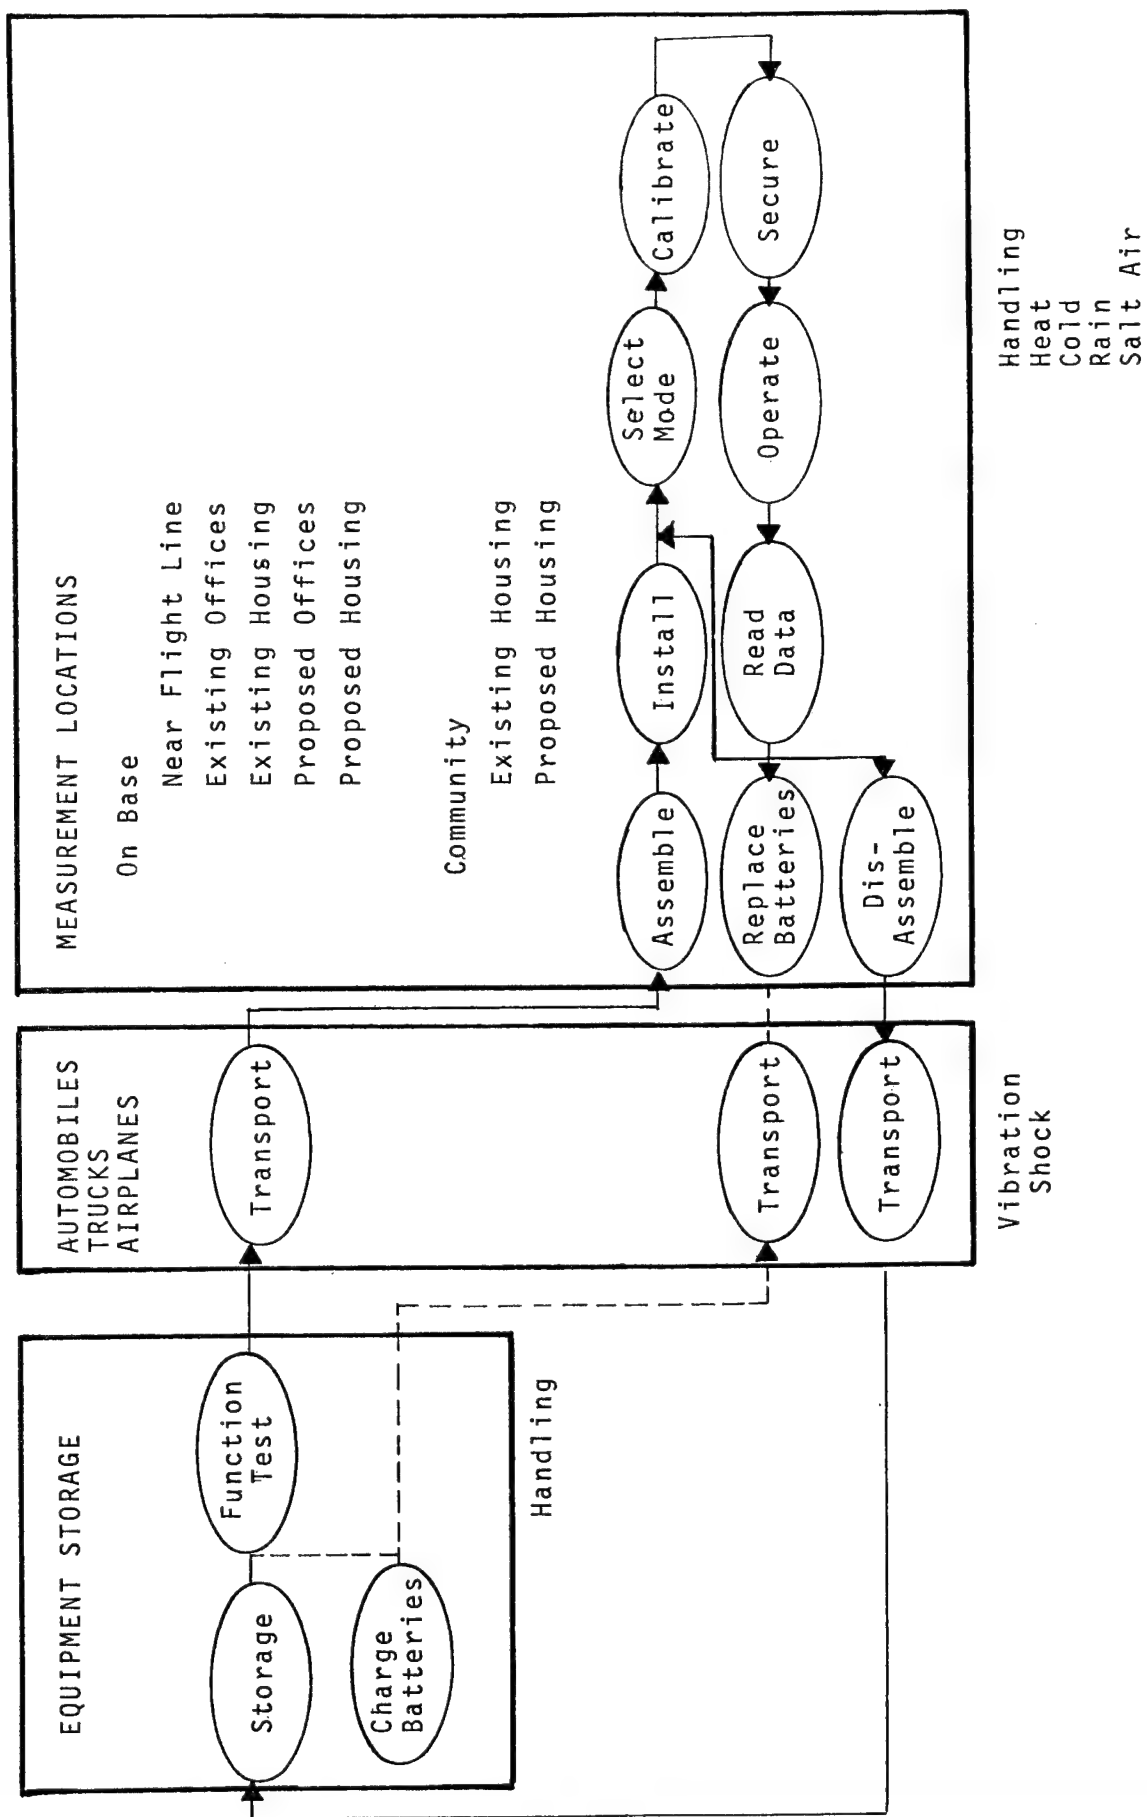 EQUIPMENT STORAGE
Storage
Function
Test
Charge
Batteries
Handling
AUTOMOBILES
TRUCKS
AIRPLANES
Transport
Transport
Transport
Vibration
Shock
MEASUREMENT LOCATIONS
On Base
Near Flight Line
Existing Offices
Existing Housing
Proposed Offices
Proposed Housing
Community
Existing Housing
Proposed Housing
Assemble
Install
Select
Mode
Calibrate
Replace
Batteries
Read
Data
Operate
Secure
Dis-
Assemble
Handling
Heat
Cold
Rain
Salt Air